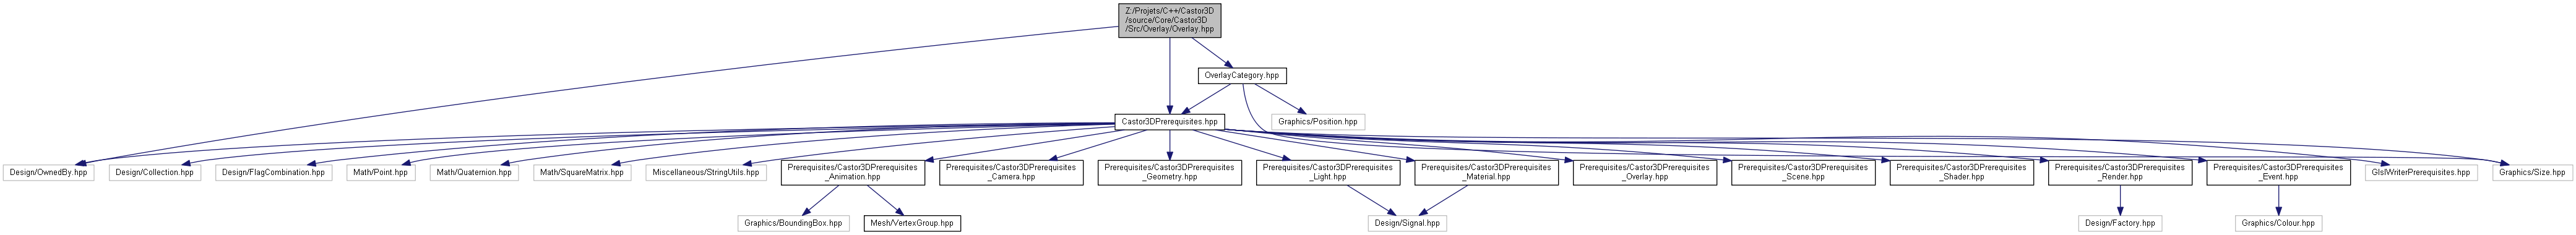 Z:/Projets/C++/Castor3D
/source/Core/Castor3D
/Src/Overlay/Overlay.hpp
OverlayCategory.hpp
Castor3DPrerequisites.hpp
Graphics/Position.hpp
Design/OwnedBy.hpp
Design/Collection.hpp
Design/FlagCombination.hpp
Math/Point.hpp
Math/Quaternion.hpp
Math/SquareMatrix.hpp
Miscellaneous/StringUtils.hpp
Prerequisites/Castor3DPrerequisites
_Animation.hpp
Prerequisites/Castor3DPrerequisites
_Camera.hpp
Prerequisites/Castor3DPrerequisites
_Geometry.hpp
Prerequisites/Castor3DPrerequisites
_Light.hpp
Prerequisites/Castor3DPrerequisites
_Material.hpp
Prerequisites/Castor3DPrerequisites
_Overlay.hpp
Prerequisites/Castor3DPrerequisites
_Scene.hpp
Prerequisites/Castor3DPrerequisites
_Shader.hpp
Prerequisites/Castor3DPrerequisites
_Render.hpp
Prerequisites/Castor3DPrerequisites
_Event.hpp
GlslWriterPrerequisites.hpp
Graphics/Size.hpp
Graphics/BoundingBox.hpp
Mesh/VertexGroup.hpp
Design/Signal.hpp
Design/Factory.hpp
Graphics/Colour.hpp